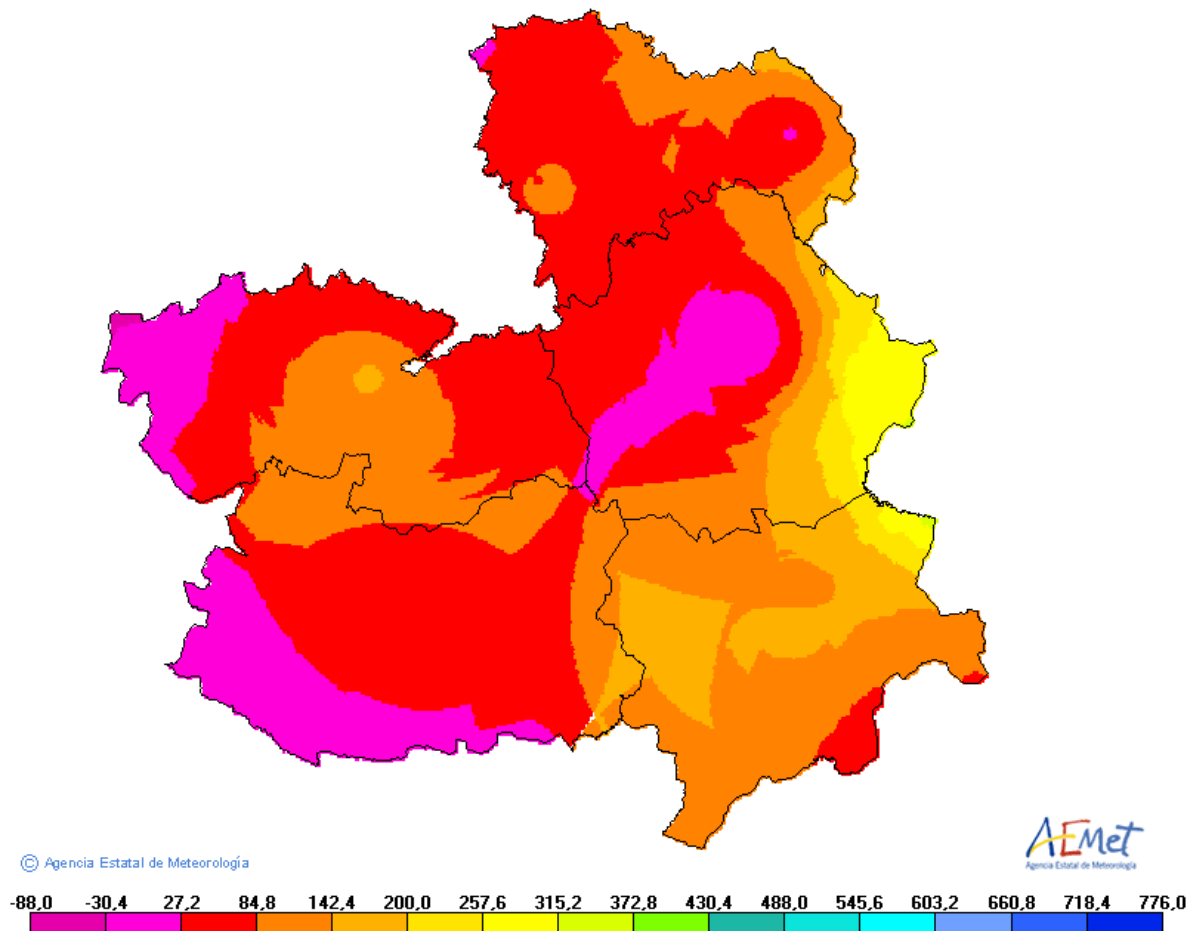 AEMet
Agencia Estatal de Meteorología
© Agencia Estatal de Meteorología
-88,0 -30,4 27,2 84,8 142,4 200,0 257,6 315,2 372,8 430,4 488,0 545,6 603,2 660,8 718,4 776,0